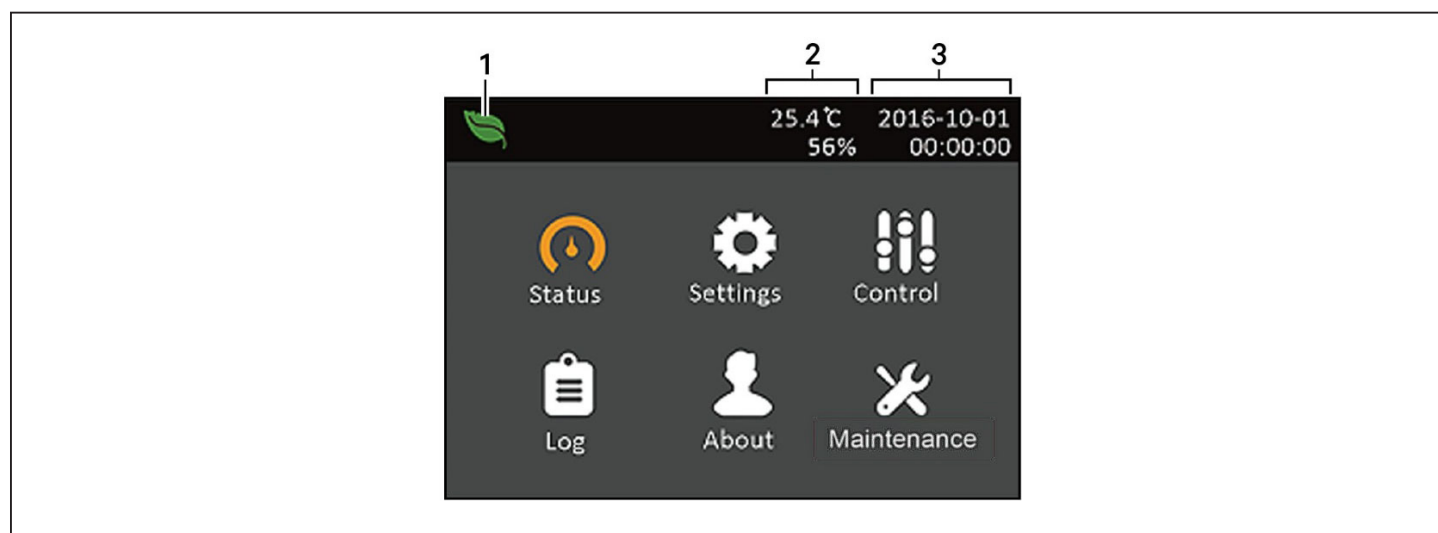 1
2 3
25.4℃ 2016-10-01
56% 00:00:00
Status Settings Control
Log About Maintenance